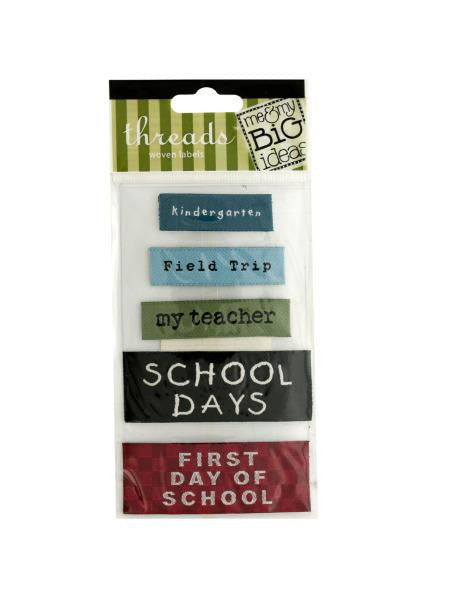 threads
woven labels
me&my
BiG
ideas
kindergarten
Field Trip
my teacher
SCHOOL
DAYS
FIRST
DAY OF
SCHOOL